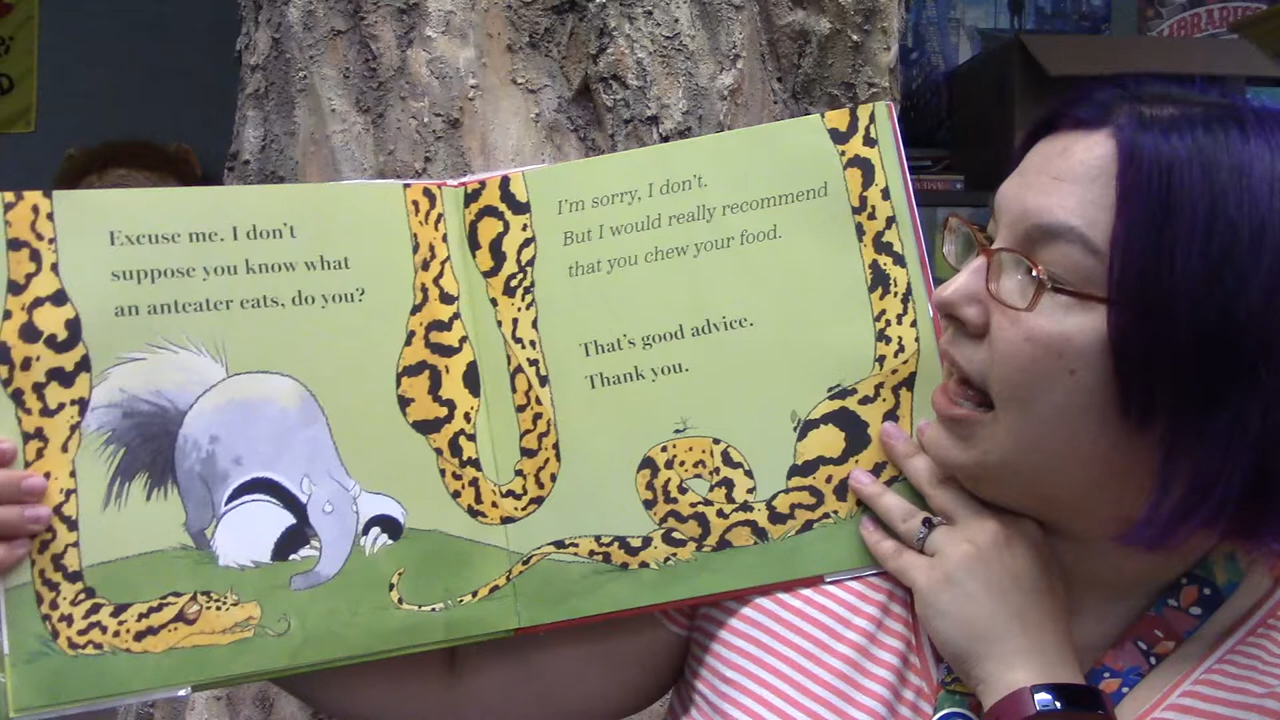 LIBRARIES
Excuse me. I don't
suppose you know what
an anteater eats, do you?
I'm sorry, I don't.
But I would really recommend
that you chew your food.
That's good advice.
Thank you.